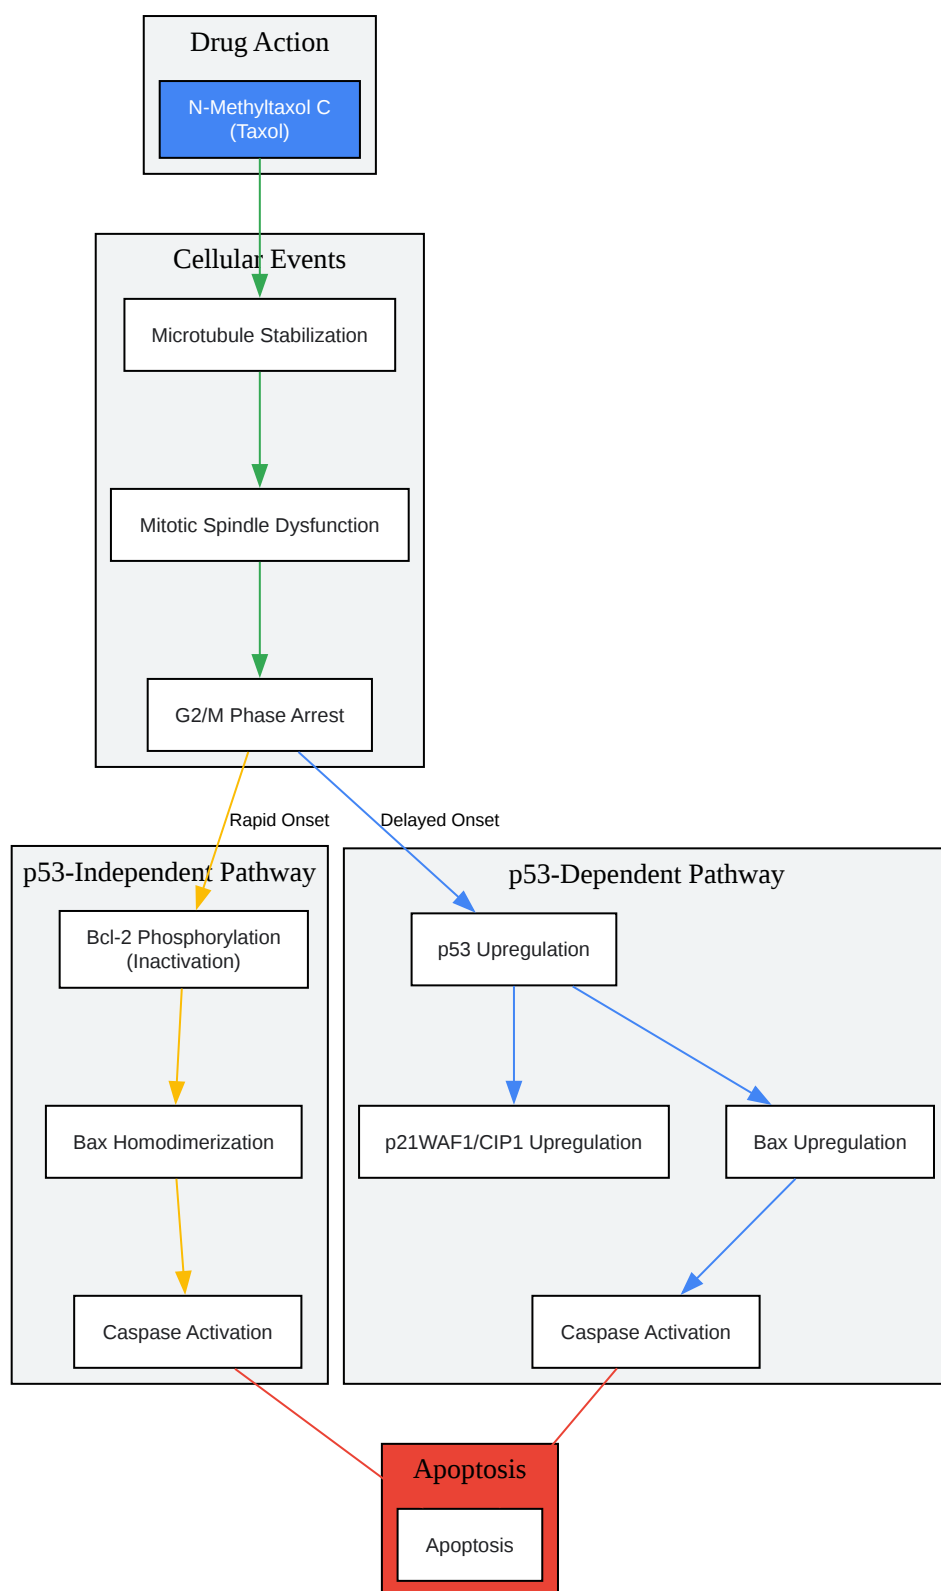 Drug Action
N-Methyltaxol C
(Taxol)
Cellular Events
Microtubule Stabilization
Mitotic Spindle Dysfunction
G2/M Phase Arrest
Rapid Onset
Delayed Onset
p53-Independent Pathway
Bcl-2 Phosphorylation
(Inactivation)
Bax Homodimerization
Caspase Activation
p53-Dependent Pathway
p53 Upregulation
p21WAF1/CIP1 Upregulation
Bax Upregulation
Caspase Activation
Apoptosis
Apoptosis